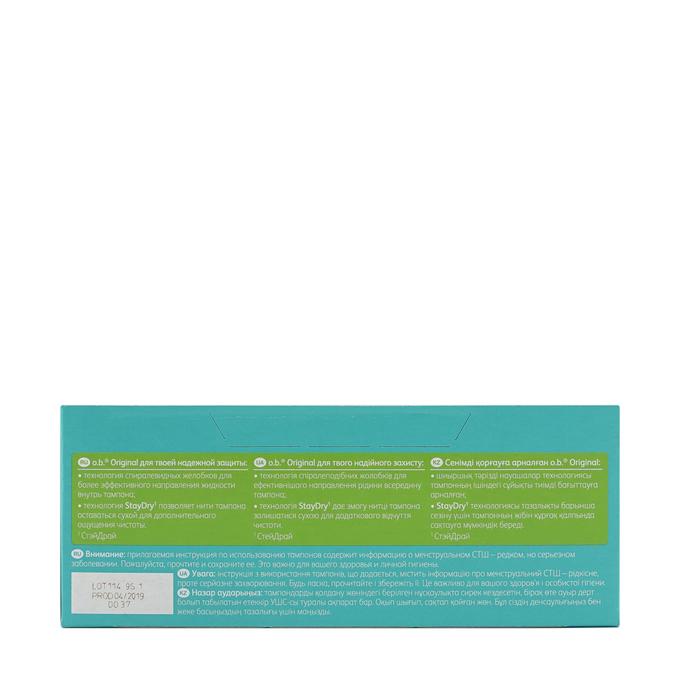 RU o.b.® Original для твоей надежной защиты:
• технология спиралевидных желобков для
более эффективного направления жидкости
внутрь тампона;
• технология StayDry¹ позволяет нити тампона
оставаться сухой для дополнительного
ощущения чистоты.
¹ СтэйДрай
UA o.b.® Original для твого надійного захисту:
• технологія спіралеподібних жолобків для
ефективнішого направлення рідини всередину
тампона;
• технологія StayDry¹ дає змогу нитці тампона
залишатися сухою для додаткового відчуття
чистоти.
¹ СтейДрай
KZ Сенімді қорғауға арналған o.b.® Original:
• шиыршық тәрізді науашалар технологиясы
тампонның ішіндегі сұйықты тиімді бағыттауға
арналған;
• StayDry¹ технологиясы тазалықты барынша
сезіну үшін тампонның жібін құрғақ қалпында
сақтауға мүмкіндік береді.
¹ СтэйДрай
RU Внимание: прилагаемая инструкция по использованию тампонов содержит информацию о менструальном СТШ – редком, но серьезном
заболевании. Пожалуйста, прочтите и сохраните ее. Это важно для вашего здоровья и личной гигиены.
UA Увага: інструкція з використання тампонів, що додається, містить інформацію про менструальний СТШ – рідкісне,
проте серйозне захворювання. Будь ласка, прочитайте і збережіть її. Це важливо для вашого здоров'я і особистої гігієни.
KZ Назар аударыңыз: тампондарды қолдану жөніндегі берілген нұсқаулықта сирек кездесетін, бірақ өте ауыр дерт
болып табылатын етеккір УШС-сы туралы ақпарат бар. Оқып шығып, сақтап қойған жөн. Бұл сіздің денсаулығыңыз бен
жеке басыңыздың тазалығы үшін маңызды.
LOT114 95 1
PROD04/2019
DO 37